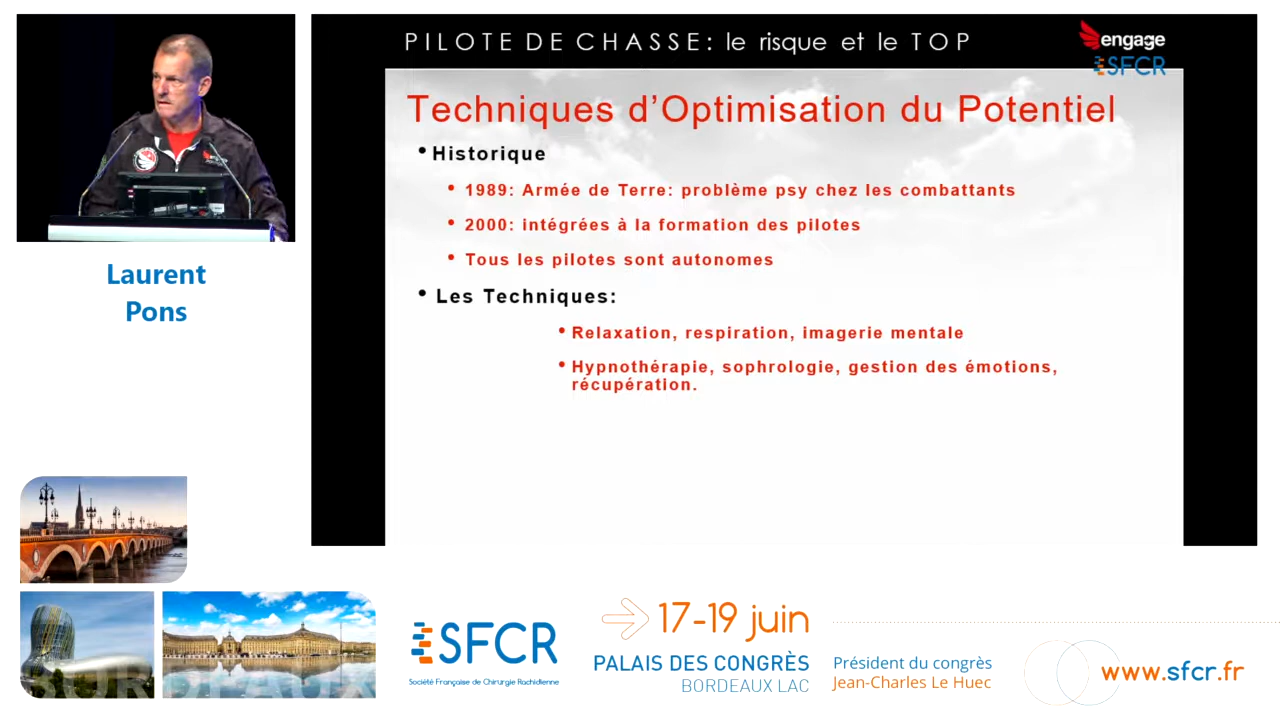 PILOTE DE CHASSE: le risque et le TOP
engage
SFCR
Techniques d'Optimisation du Potentiel
• Historique
• 1989: Armée de Terre: problème psy chez les combattants
• 2000: intégrées à la formation des pilotes
• Tous les pilotes sont autonomes
• Les Techniques:
• Relaxation, respiration, imagerie mentale
• Hypnothérapie, sophrologie, gestion des émotions,
récupération.
Laurent
Pons
BORDEAUX
SFCR
Société Française de Chirurgie Rachidienne
17-19 juin
PALAIS DES CONGRÈS
BORDEAUX LAC
Président du congrès
Jean-Charles Le Huec
www.sfcr.fr